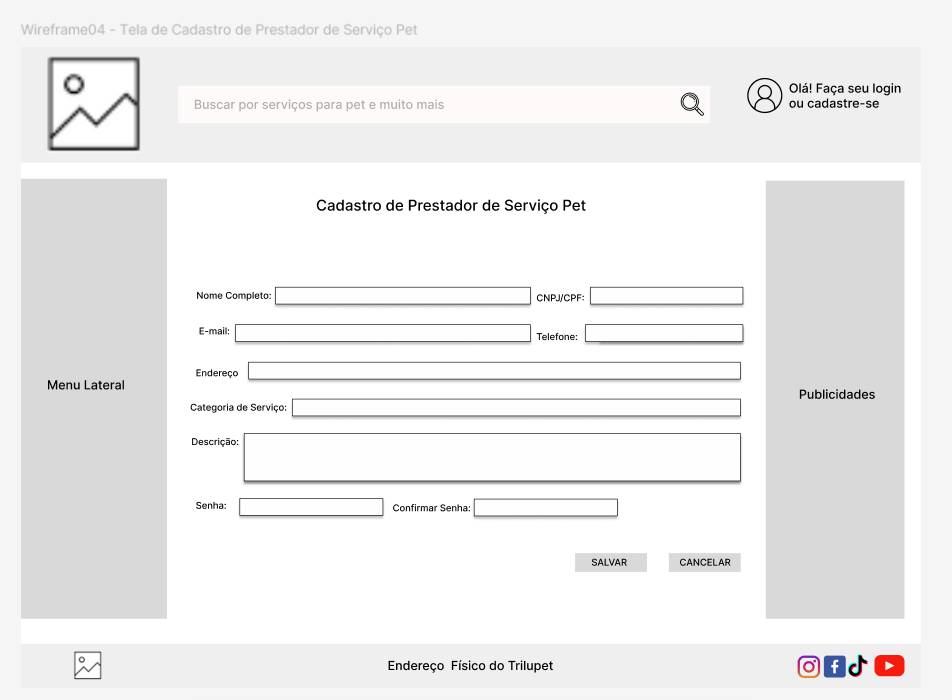 Wireframe04 - Tela de Cadastro de Prestador de Serviço Pet
Buscar por serviços para pet e muito mais
Olá! Faça seu login
ou cadastre-se
Cadastro de Prestador de Serviço Pet
Nome Completo:
CNPJ/CPF:
E-mail:
Telefone:
Endereço
Menu Lateral
Publicidades
Categoria de Serviço:
Descrição:
Senha:
Confirmar Senha:
SALVAR
CANCELAR
Endereço Físico do Trilupet